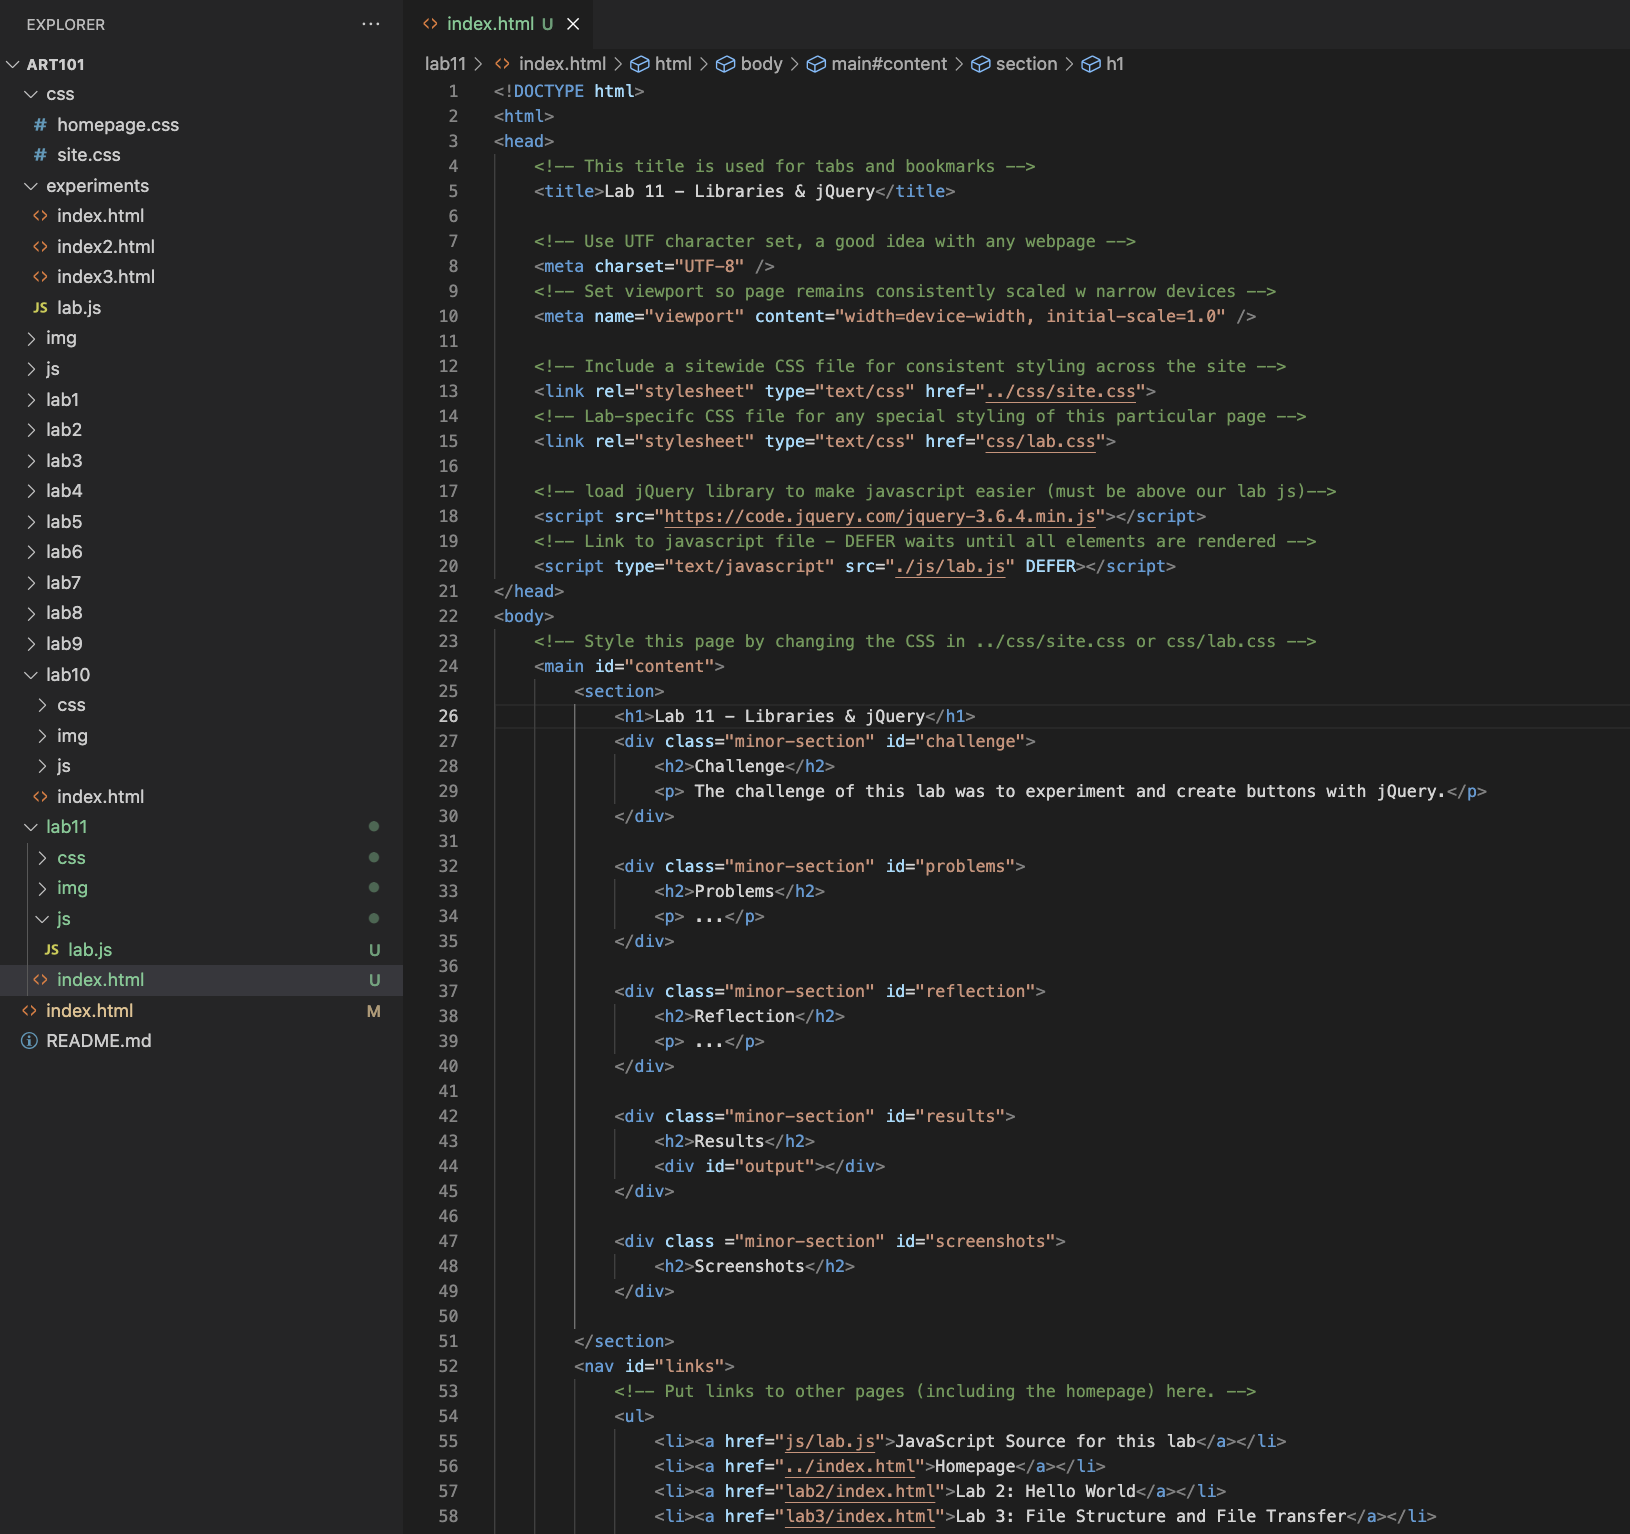 EXPLORER
ART101
css
# homepage.css
# site.css
experiments
<> index.html
<> index2.html
<> index3.html
JS lab.js
img
js
lab1
lab2
lab3
lab4
lab5
lab6
lab7
lab8
lab9
lab10
css
img
js
<> index.html
lab11
css
img
js
JS lab.js U
<> index.html U
<> index.html M
README.md
<> index.html U
lab11 > <> index.html > html > body > main#content > section > h1
1 <!DOCTYPE html>
2 <html>
3 <head>
4 <!-- This title is used for tabs and bookmarks -->
5 <title>Lab 11 - Libraries & jQuery</title>
6
7 <!-- Use UTF character set, a good idea with any webpage -->
8 <meta charset="UTF-8" />
9 <!-- Set viewport so page remains consistently scaled w narrow devices -->
10 <meta name="viewport" content="width=device-width, initial-scale=1.0" />
11
12 <!-- Include a sitewide CSS file for consistent styling across the site -->
13 <link rel="stylesheet" type="text/css" href="../css/site.css">
14 <!-- Lab-specifc CSS file for any special styling of this particular page -->
15 <link rel="stylesheet" type="text/css" href="css/lab.css">
16
17 <!-- load jQuery library to make javascript easier (must be above our lab js)-->
18 <script src="https://code.jquery.com/jquery-3.6.4.min.js"></script>
19 <!-- Link to javascript file - DEFER waits until all elements are rendered -->
20 <script type="text/javascript" src="./js/lab.js" DEFER></script>
21 </head>
22 <body>
23 <!-- Style this page by changing the CSS in ../css/site.css or css/lab.css -->
24 <main id="content">
25 <section>
26 <h1>Lab 11 - Libraries & jQuery</h1>
27 <div class="minor-section" id="challenge">
28 <h2>Challenge</h2>
29 <p> The challenge of this lab was to experiment and create buttons with jQuery.</p>
30 </div>
31
32 <div class="minor-section" id="problems">
33 <h2>Problems</h2>
34 <p> ...</p>
35 </div>
36
37 <div class="minor-section" id="reflection">
38 <h2>Reflection</h2>
39 <p> ...</p>
40 </div>
41
42 <div class="minor-section" id="results">
43 <h2>Results</h2>
44 <div id="output"></div>
45 </div>
46
47 <div class ="minor-section" id="screenshots">
48 <h2>Screenshots</h2>
49 </div>
50
51 </section>
52 <nav id="links">
53 <!-- Put links to other pages (including the homepage) here. -->
54 <ul>
55 <li><a href="js/lab.js">JavaScript Source for this lab</a></li>
56 <li><a href="../index.html">Homepage</a></li>
57 <li><a href="lab2/index.html">Lab 2: Hello World</a></li>
58 <li><a href="lab3/index.html">Lab 3: File Structure and File Transfer</a></li>